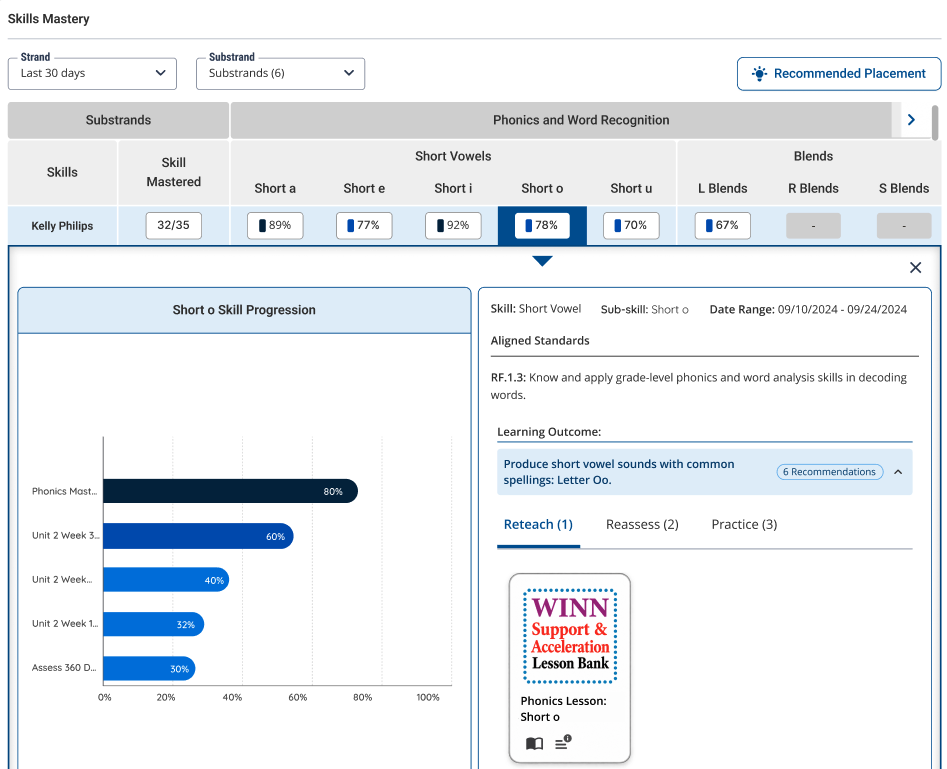 Skills Mastery
Strand
Last 30 days
Substrand
Substrands (6)
Recommended Placement
Substrands
Phonics and Word Recognition
Skills
Skill
Mastered
Short Vowels
Blends
Short a
Short e
Short i
Short o
Short u
L Blends
R Blends
S Blends
Kelly Philips
32/35
89%
77%
92%
78%
70%
67%
-
-
Short o Skill Progression
Phonics Mast...
80%
Unit 2 Week 3...
60%
Unit 2 Week...
40%
Unit 2 Week 1...
32%
Assess 360 D...
30%
0%
20%
40%
60%
80%
100%
Skill: Short Vowel
Sub-skill: Short o
Date Range: 09/10/2024 - 09/24/2024
Aligned Standards
RF.1.3: Know and apply grade-level phonics and word analysis skills in decoding
words.
Learning Outcome:
Produce short vowel sounds with common
spellings: Letter Oo.
6 Recommendations
Reteach (1)
Reassess (2)
Practice (3)
WINN
Support &
Acceleration
Lesson Bank
Phonics Lesson:
Short o